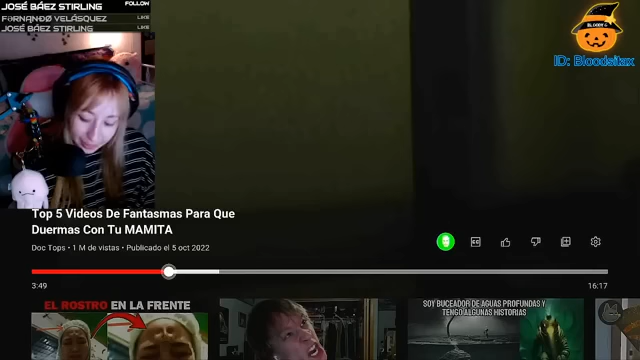 JOSÉ BÁEZ STIRLING
FOLLOW
FORNANDØ VELÁSQUEZ
LIKE
JOSÉ BÁEZ STIRLING
LIKE
BLOODS
ID: Bloodsitax
Top 5 Videos De Fantasmas Para Que
Duermas Con Tu MAMITA
Doc Tops • 1 M de vistas • Publicado el 5 oct 2022
3:49
16:17
EL ROSTRO EN LA FRENTE
SOY BUCEADOR DE AGUAS PROFUNDAS Y
TENGO ALGUNAS HISTORIAS